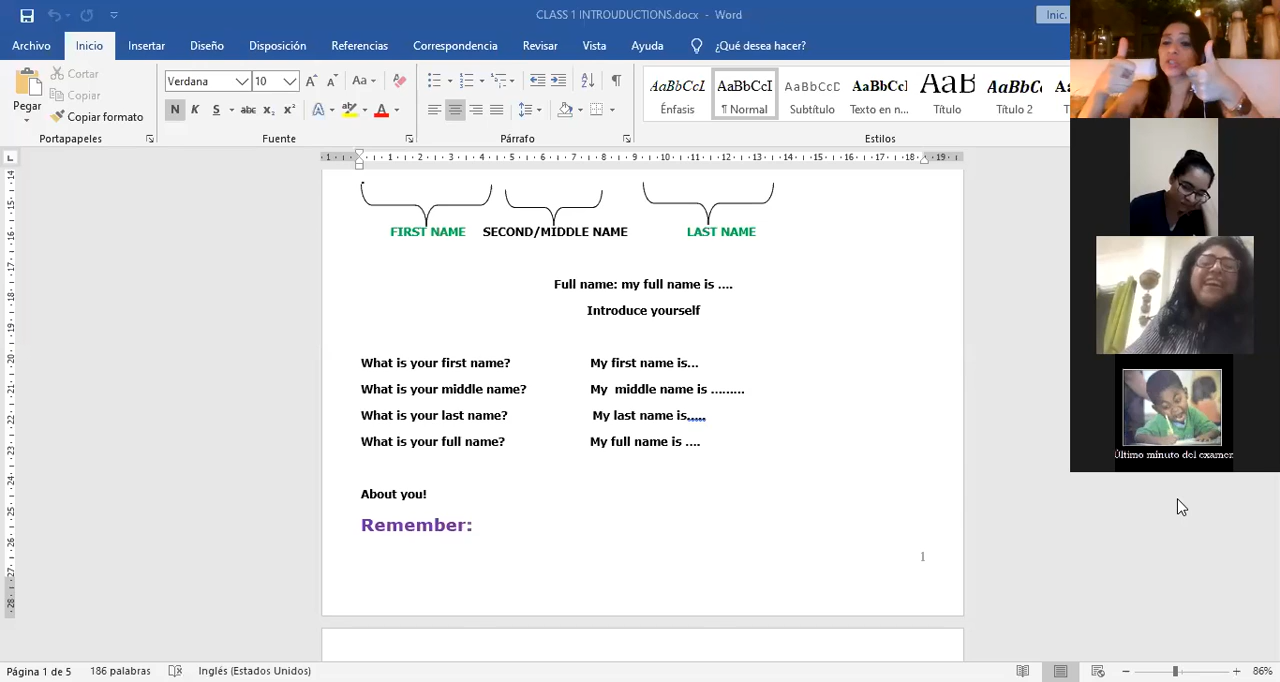 CLASS 1 INTROUDUCTIONS.docx - Word
Inic.
Archivo Inicio Insertar Diseño Disposición Referencias Correspondencia Revisar Vista Ayuda ¿Qué desea hacer?
Pegar
Cortar
Copiar
Copiar formato
Portapapeles
Verdana 10
N K S abc x₂ x²
Fuente
Párrafo
AaBbCcI AaBbCcI AaBbCcD AaBbCcI AaB AaBbCc
Énfasis ¶ Normal Subtítulo Texto en n... Título Título 2
Estilos
FIRST NAME SECOND/MIDDLE NAME LAST NAME
Full name: my full name is ....
Introduce yourself
What is your first name? My first name is...
What is your middle name? My middle name is .........
What is your last name? My last name is.....
What is your full name? My full name is ....
About you!
Remember:
1
Último minuto del examen
Página 1 de 5 186 palabras Inglés (Estados Unidos) 86%